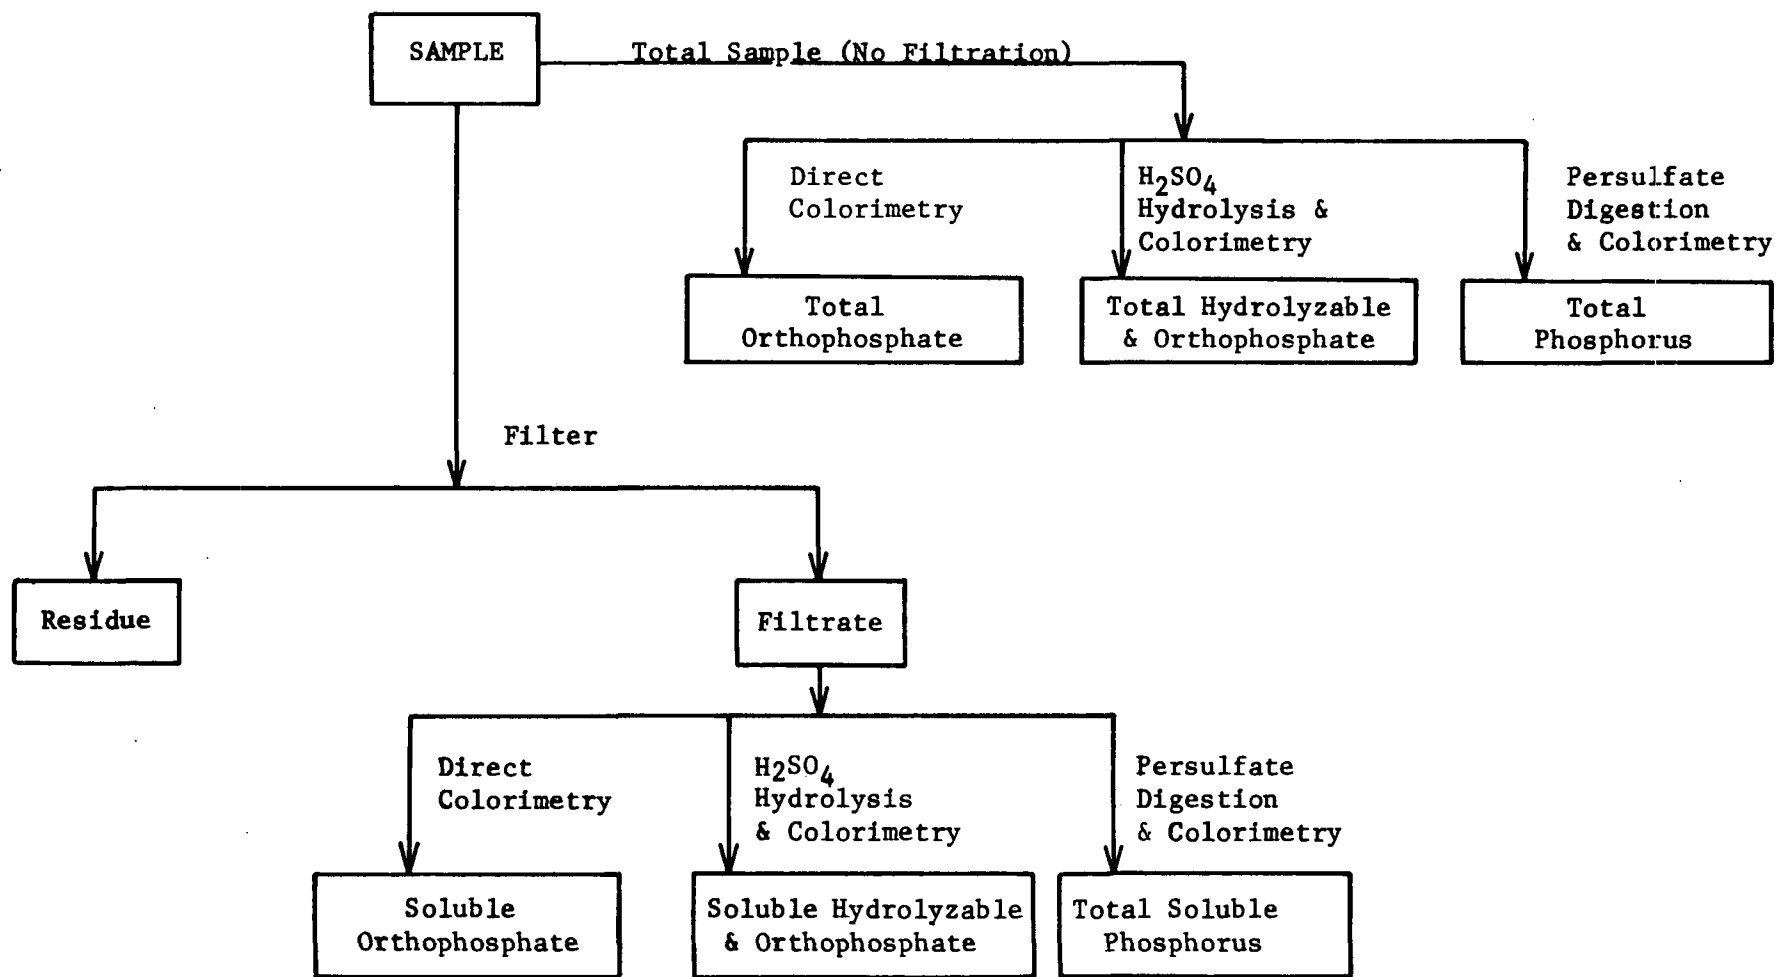 SAMPLE
Total Sample (No Filtration)
Direct
Colorimetry
H2SO4
Hydrolysis &
Colorimetry
Persulfate
Digestion
& Colorimetry
Total
Orthophosphate
Total Hydrolyzable
& Orthophosphate
Total
Phosphorus
Filter
Residue
Filtrate
Direct
Colorimetry
H2SO4
Hydrolysis
& Colorimetry
Persulfate
Digestion
& Colorimetry
Soluble
Orthophosphate
Soluble Hydrolyzable
& Orthophosphate
Total Soluble
Phosphorus